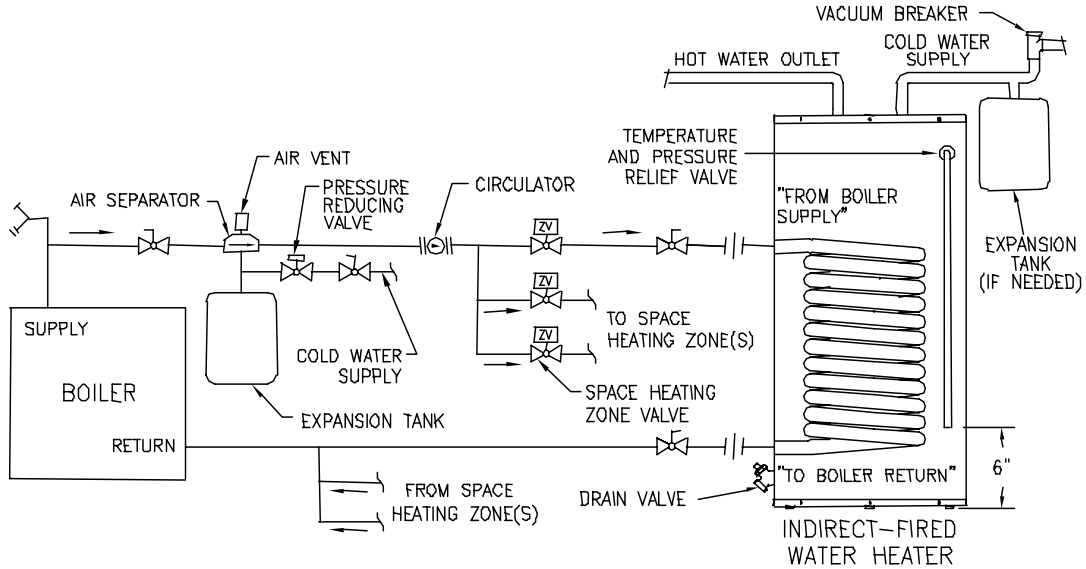 VACUUM BREAKER
COLD WATER
SUPPLY
HOT WATER OUTLET
TEMPERATURE
AND PRESSURE
RELIEF VALVE
AIR VENT
PRESSURE
REDUCING
VALVE
CIRCULATOR
AIR SEPARATOR
"FROM BOILER
SUPPLY"
ZV
EXPANSION
TANK
(IF NEEDED)
ZV
TO SPACE
HEATING ZONE(S)
ZV
SUPPLY
COLD WATER
SUPPLY
BOILER
SPACE HEATING
ZONE VALVE
EXPANSION TANK
RETURN
6"
"TO BOILER RETURN"
DRAIN VALVE
FROM SPACE
HEATING ZONE(S)
INDIRECT-FIRED
WATER HEATER